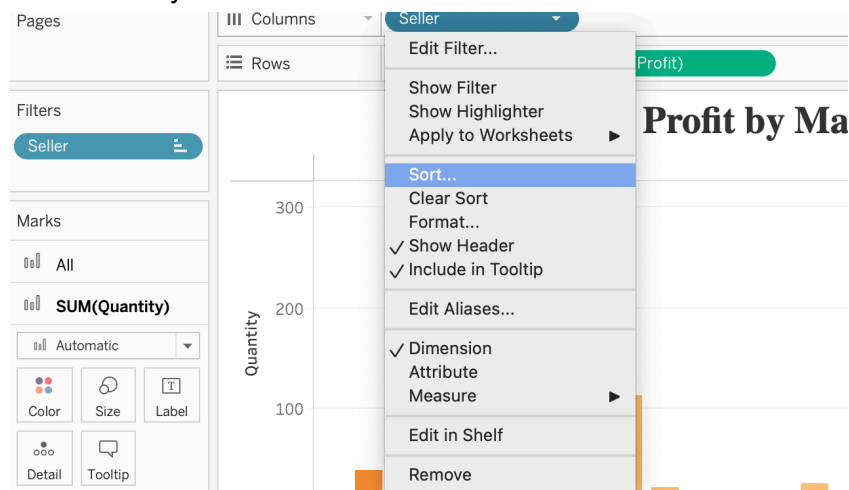 Pages
Columns
Seller
Rows
Profit)
Filters
Seller
Edit Filter...
Show Filter
Show Highlighter
Apply to Worksheets
Sort...
Clear Sort
Format...
Show Header
Include in Tooltip
Edit Aliases...
Dimension
Attribute
Measure
Edit in Shelf
Remove
Profit by Ma
Marks
All
SUM(Quantity)
Automatic
Color
Size
T
Label
Detail
Tooltip
300
200
100
Quantity